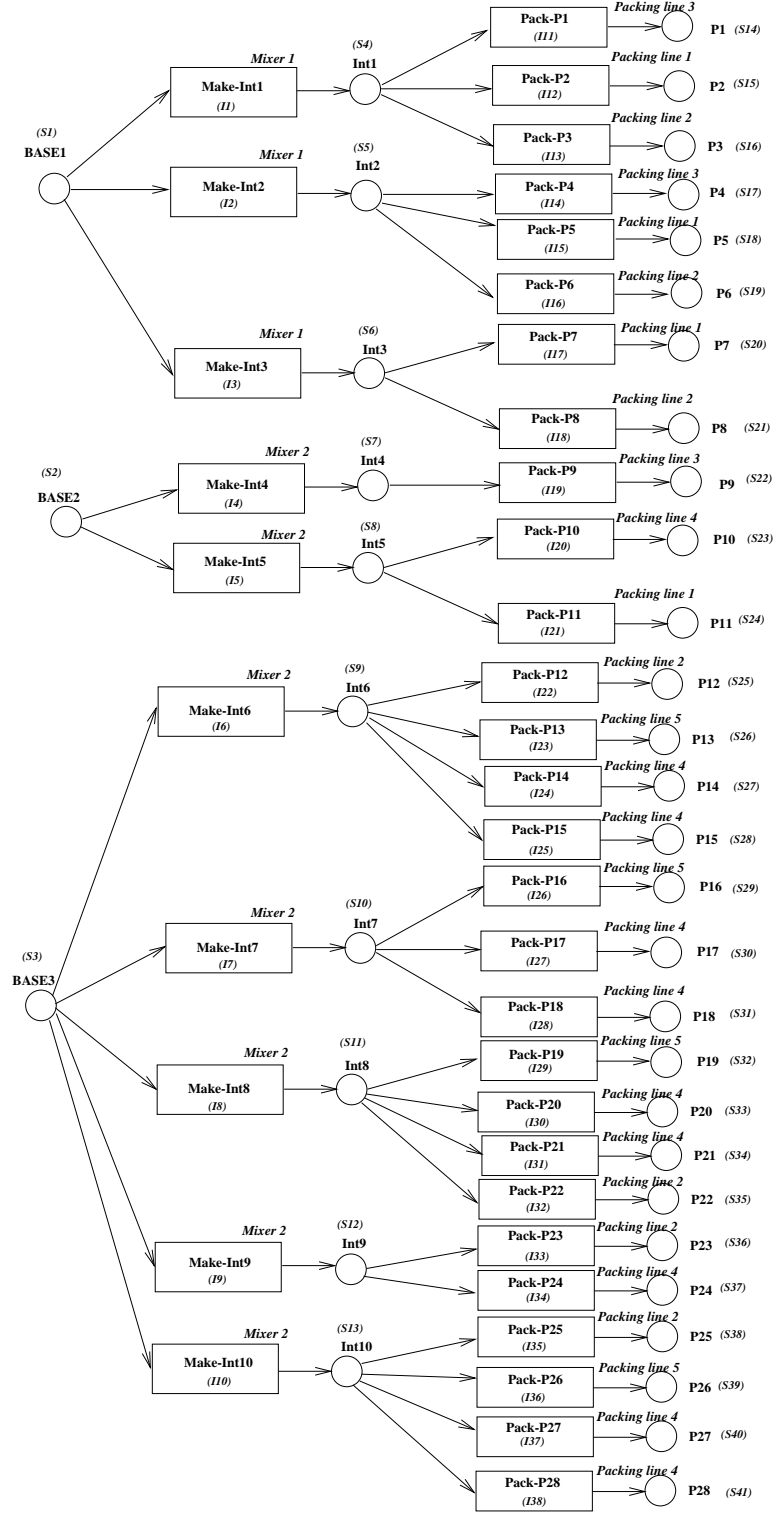 Packing line 3
Pack-P1
(I11)
P1 (S14)
(S4)
Int1
Mixer 1
Make-Int1
(I1)
Packing line 1
Pack-P2
(I12)
P2 (S15)
Packing line 2
Pack-P3
(I13)
P3 (S16)
(S1)
BASE1
Mixer 1
Make-Int2
(I2)
(S5)
Int2
Packing line 3
Pack-P4
(I14)
P4 (S17)
Packing line 1
Pack-P5
(I15)
P5 (S18)
Packing line 2
Pack-P6
(I16)
P6 (S19)
Mixer 1
Make-Int3
(I3)
(S6)
Int3
Packing line 1
Pack-P7
(I17)
P7 (S20)
Packing line 2
Pack-P8
(I18)
P8 (S21)
(S2)
BASE2
Mixer 2
Make-Int4
(I4)
(S7)
Int4
Packing line 3
Pack-P9
(I19)
P9 (S22)
Mixer 2
Make-Int5
(I5)
(S8)
Int5
Packing line 4
Pack-P10
(I20)
P10 (S23)
Packing line 1
Pack-P11
(I21)
P11 (S24)
Mixer 2
Make-Int6
(I6)
(S9)
Int6
Packing line 2
Pack-P12
(I22)
P12 (S25)
Packing line 5
Pack-P13
(I23)
P13 (S26)
Packing line 4
Pack-P14
(I24)
P14 (S27)
Packing line 4
Pack-P15
(I25)
P15 (S28)
(S3)
BASE3
Mixer 2
Make-Int7
(I7)
(S10)
Int7
Packing line 5
Pack-P16
(I26)
P16 (S29)
Packing line 4
Pack-P17
(I27)
P17 (S30)
Packing line 4
Pack-P18
(I28)
P18 (S31)
Mixer 2
Make-Int8
(I8)
(S11)
Int8
Packing line 5
Pack-P19
(I29)
P19 (S32)
Packing line 4
Pack-P20
(I30)
P20 (S33)
Packing line 4
Pack-P21
(I31)
P21 (S34)
Packing line 2
Pack-P22
(I32)
P22 (S35)
Mixer 2
Make-Int9
(I9)
(S12)
Int9
Packing line 2
Pack-P23
(I33)
P23 (S36)
Packing line 4
Pack-P24
(I34)
P24 (S37)
Mixer 2
Make-Int10
(I10)
(S13)
Int10
Packing line 2
Pack-P25
(I35)
P25 (S38)
Packing line 5
Pack-P26
(I36)
P26 (S39)
Packing line 4
Pack-P27
(I37)
P27 (S40)
Packing line 4
Pack-P28
(I38)
P28 (S41)